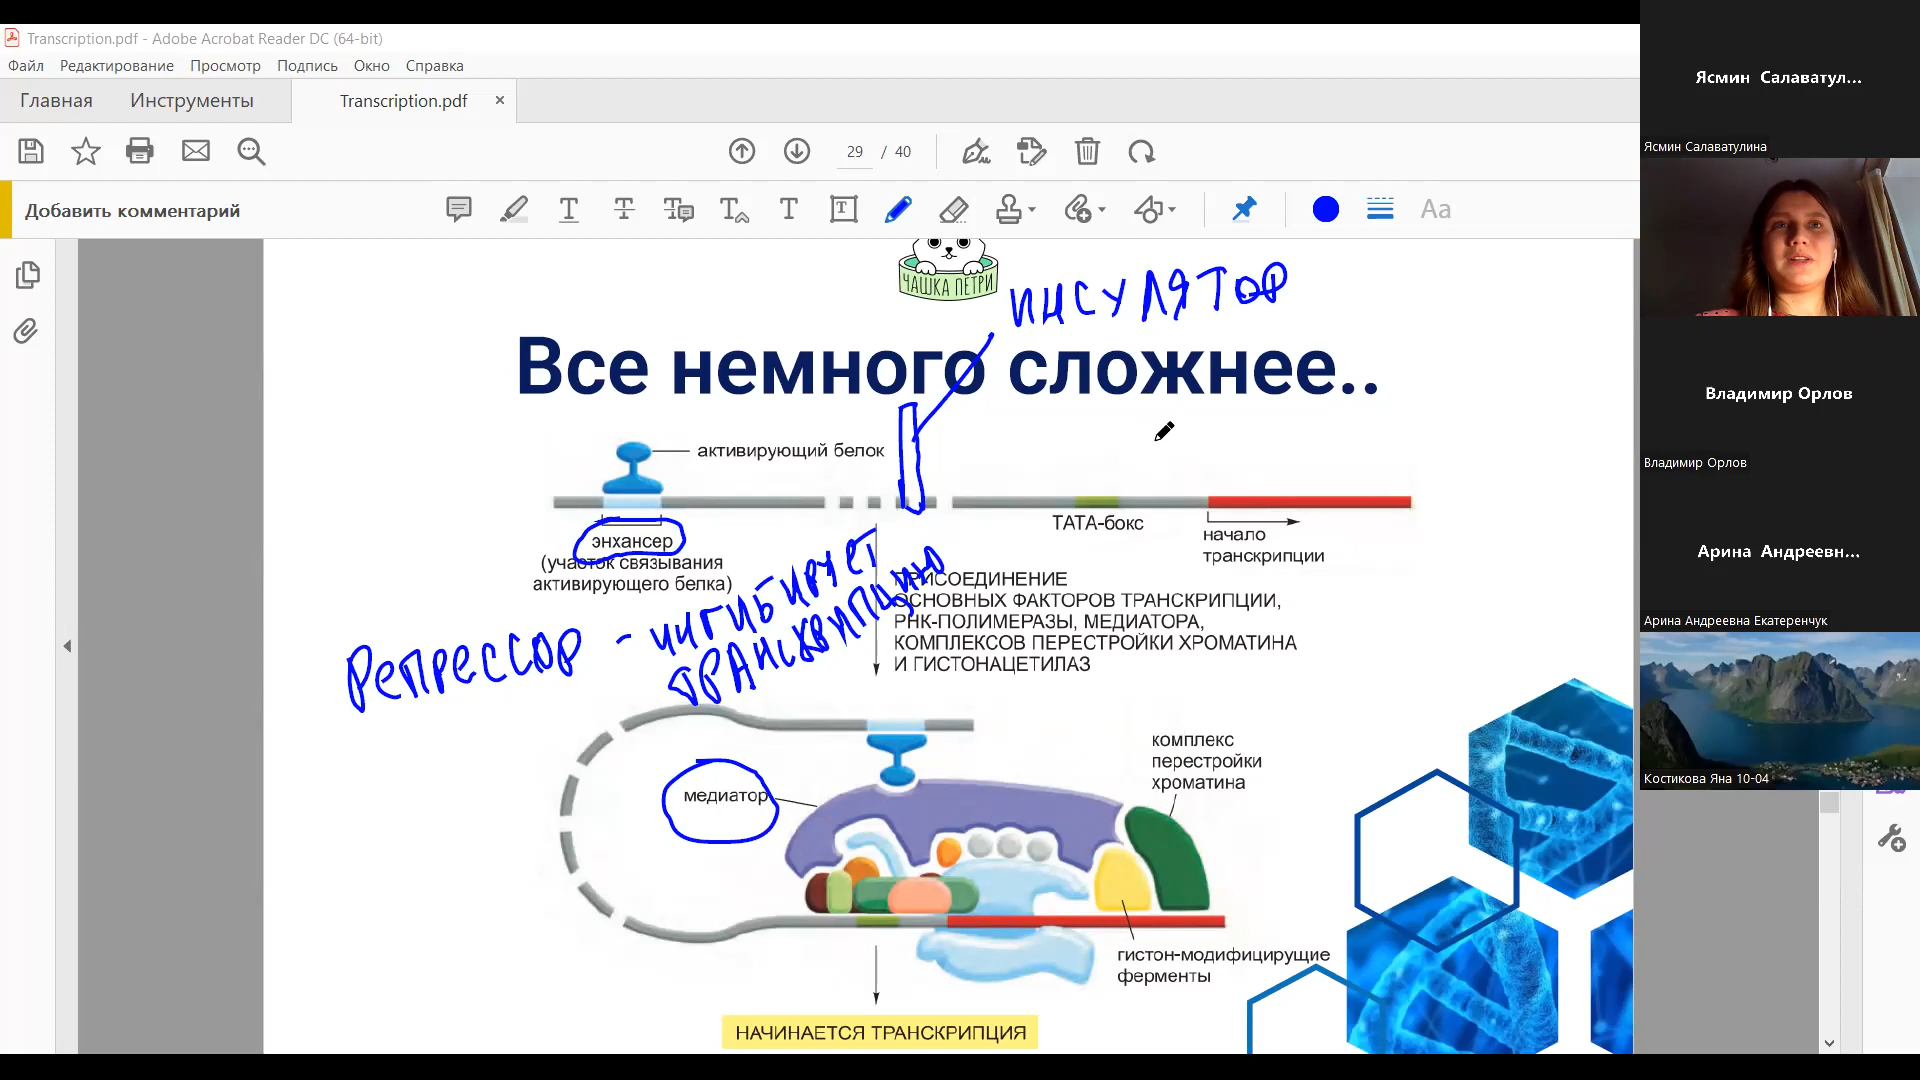 Transcription.pdf - Adobe Acrobat Reader DC (64-bit)
Файл Редактирование Просмотр Подпись Окно Справка
Главная Инструменты Transcription.pdf ×
29 / 40
Добавить комментарий
Aa
ЧАШКА ПЕТРИ
ИНСУЛЯТОР
Все немного сложнее..
активирующий белок
энхансер
(участок связывания
активирующего белка)
ТАТА-бокс
начало
транскрипции
РЕПРЕССОР - ИНГИБИРУЕТ
ТРАНСКРИПЦИЮ
ПРИСОЕДИНЕНИЕ
ОСНОВНЫХ ФАКТОРОВ ТРАНСКРИПЦИИ,
РНК-ПОЛИМЕРАЗЫ, МЕДИАТОРА,
КОМПЛЕКСОВ ПЕРЕСТРОЙКИ ХРОМАТИНА
И ГИСТОНАЦЕТИЛАЗ
медиатор
комплекс
перестройки
хроматина
гистон-модифицирущие
ферменты
НАЧИНАЕТСЯ ТРАНСКРИПЦИЯ
Ясмин Салаватул...
Ясмин Салаватулина
Владимир Орлов
Владимир Орлов
Арина Андреевн...
Арина Андреевна Екатеренчук
Костикова Яна 10-04